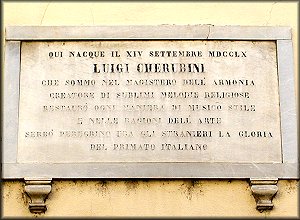 QUI NACQUE IL XIV SETTEMBRE MDCCLX
LUIGI CHERUBINI
CHE SOMMO NEL MAGISTERO DELL'ARMONIA
CREATORE DI SUBLIMI MELODIE RELIGIOSE
RESTAURÒ OGNI MANIERA DI MUSICO STILE
E NELLE RAGIONI DELL'ARTE
SERBÒ PEREGRINO FRA GLI STRANIERI LA GLORIA
DEL PRIMATO ITALIANO